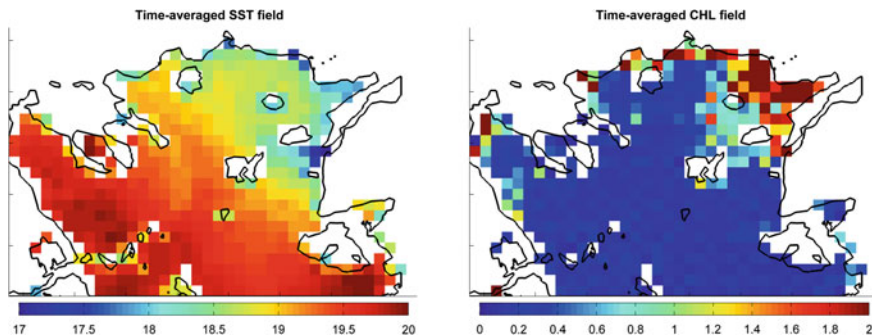 Time-averaged SST field
Time-averaged CHL field
17 17.5 18 18.5 19 19.5 20
0 0.2 0.4 0.6 0.8 1 1.2 1.4 1.6 1.8 2